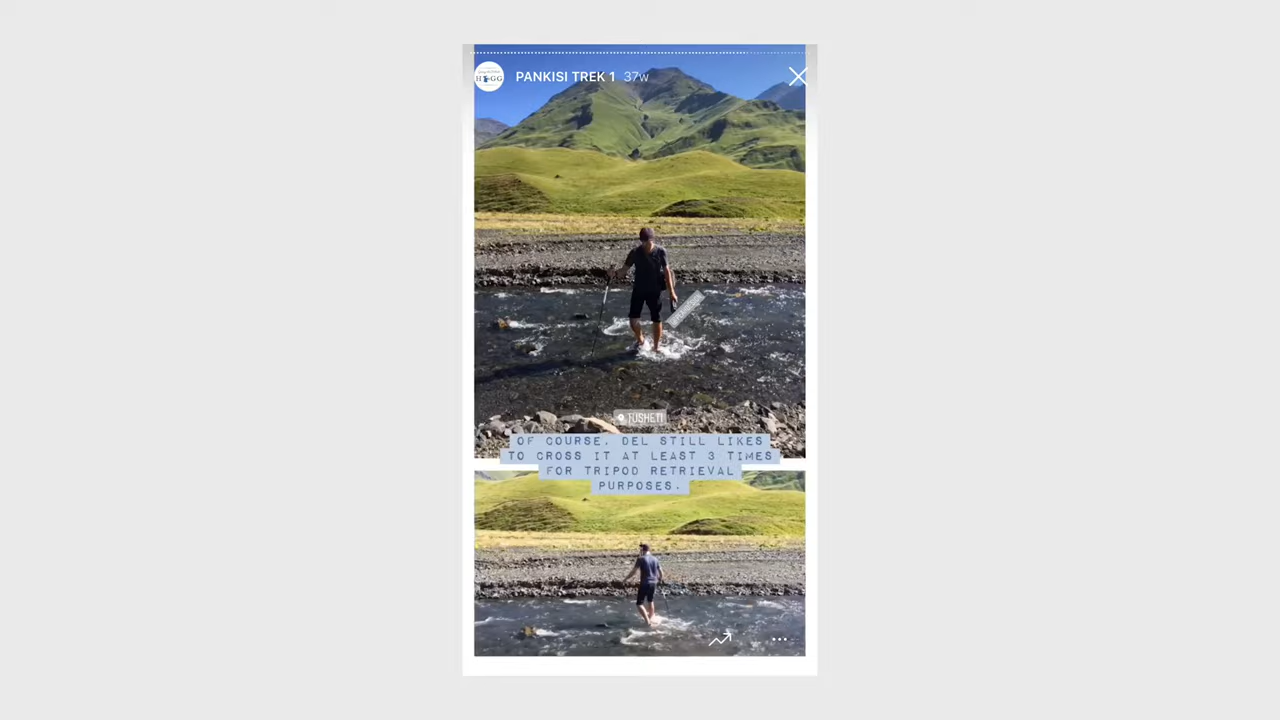 PANKISI TREK 1 37w
HGG
TUSHETI
OF COURSE, DEL STILL LIKES
TO CROSS IT AT LEAST 3 TIMES
FOR TRIPOD RETRIEVAL
PURPOSES.